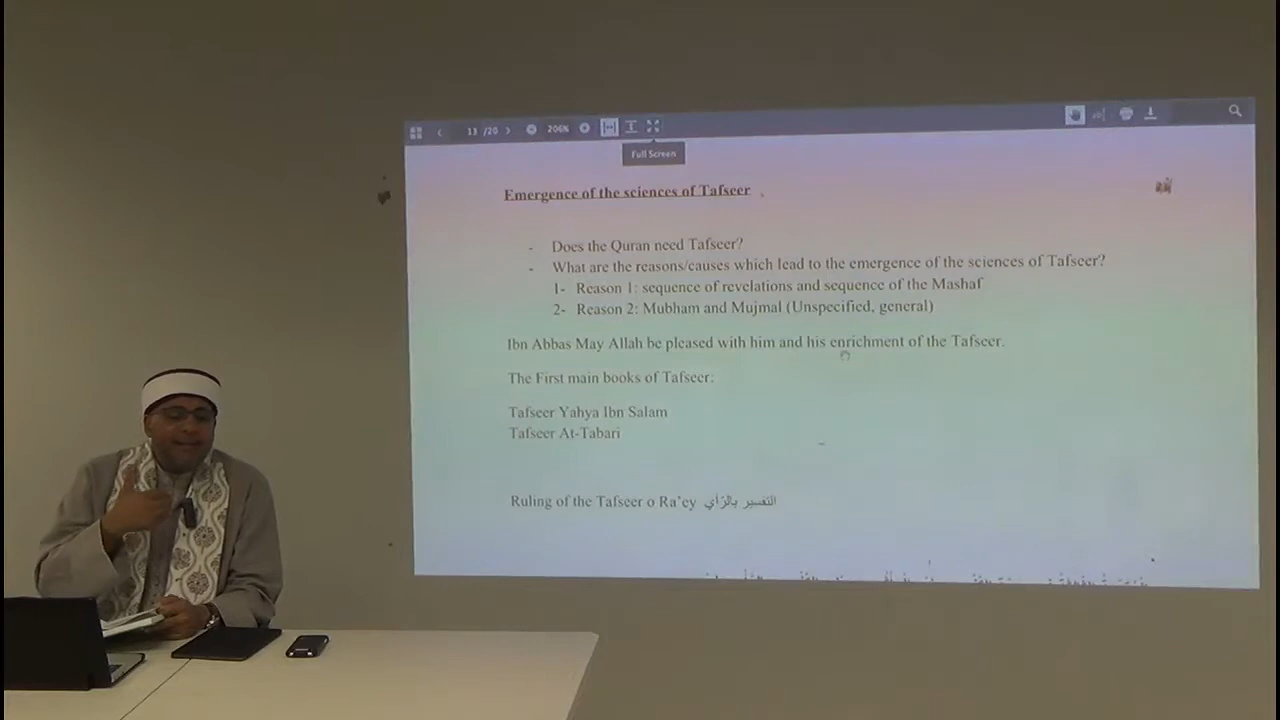 13 /20
206%
Full Screen
Emergence of the sciences of Tafseer
- Does the Quran need Tafseer?
- What are the reasons/causes which lead to the emergence of the sciences of Tafseer?
1- Reason 1: sequence of revelations and sequence of the Mashaf
2- Reason 2: Mubham and Mujmal (Unspecified, general)
Ibn Abbas May Allah be pleased with him and his enrichment of the Tafseer.
The First main books of Tafseer:
Tafseer Yahya Ibn Salam
Tafseer At-Tabari
Ruling of the Tafseer o Ra’ey التفسير بالرّأي